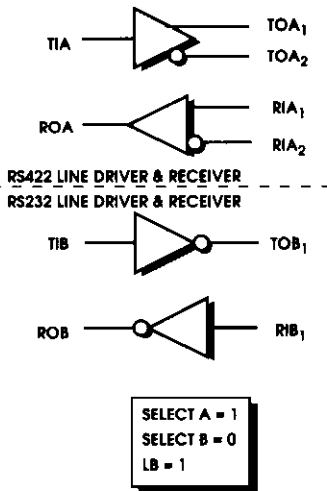 TIA
TOA1
TOA2
ROA
RIA1
RIA2
RS422 LINE DRIVER & RECEIVER
RS232 LINE DRIVER & RECEIVER
TIB
TOB1
ROB
RIB1
SELECT A = 1
SELECT B = 0
LB = 1